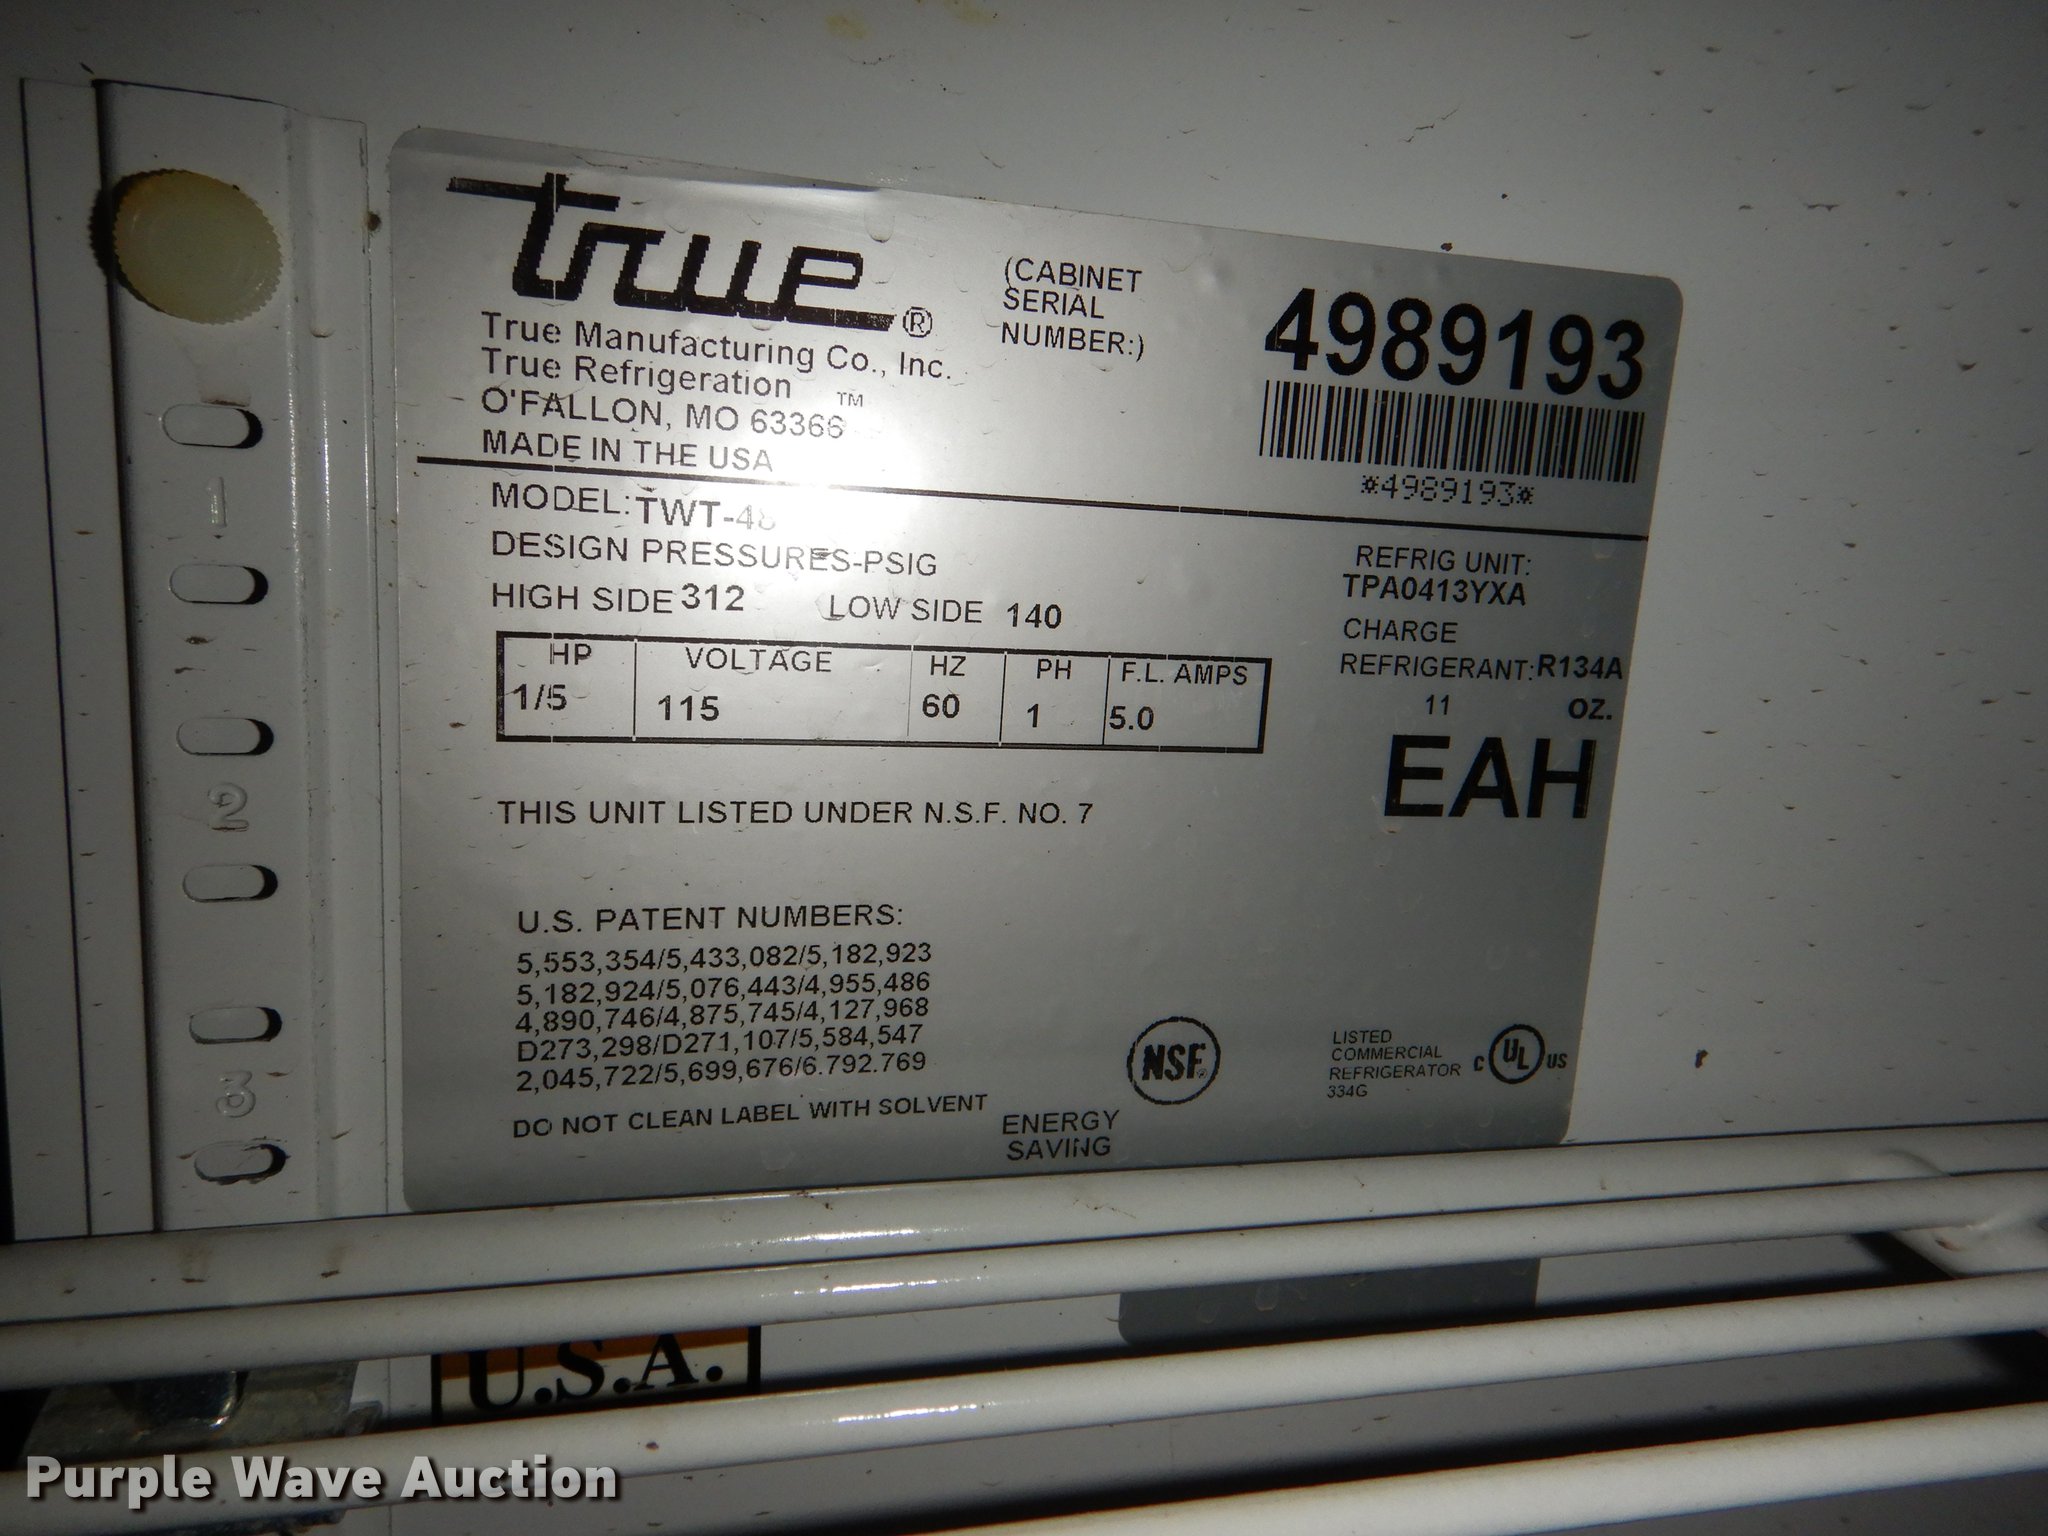 true®
True Manufacturing Co., Inc.
True Refrigeration ™
O'FALLON, MO 63366
MADE IN THE USA
(CABINET
SERIAL
NUMBER:)
4989193
*4989193*
MODEL: TWT-48
DESIGN PRESSURES-PSIG
HIGH SIDE 312 LOW SIDE 140
HP VOLTAGE HZ PH F.L. AMPS
1/5 115 60 1 5.0
REFRIG UNIT:
TPA0413YXA
CHARGE
REFRIGERANT: R134A
11 OZ.
EAH
THIS UNIT LISTED UNDER N.S.F. NO. 7
U.S. PATENT NUMBERS:
5,553,354/5,433,082/5,182,923
5,182,924/5,076,443/4,955,486
4,890,746/4,875,745/4,127,968
D273,298/D271,107/5,584,547
2,045,722/5,699,676/6.792.769
DO NOT CLEAN LABEL WITH SOLVENT
ENERGY
SAVING
NSF®
LISTED
COMMERCIAL
REFRIGERATOR
334G
C UL US
1
2
3
U.S.A.
Purple Wave Auction